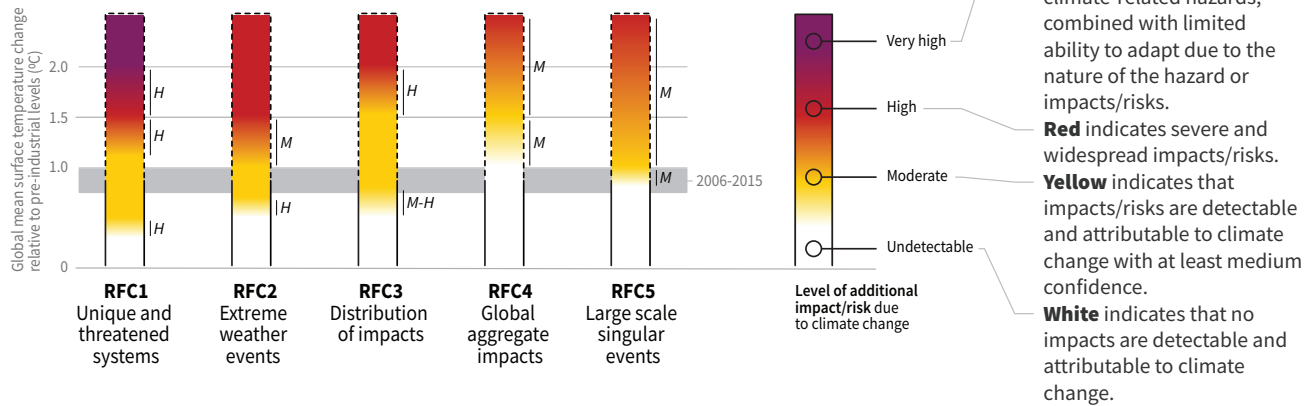 Global mean surface temperature change
relative to pre-industrial levels (ºC)
2.0
1.5
1.0
0
H
H
H
M
H
H
M-H
M
M
M
M
2006-2015
RFC1
Unique and
threatened
systems
RFC2
Extreme
weather
events
RFC3
Distribution
of impacts
RFC4
Global
aggregate
impacts
RFC5
Large scale
singular
events
Very high
High
Moderate
Undetectable
Level of additional
impact/risk due
to climate change
climate-related hazards,
combined with limited
ability to adapt due to the
nature of the hazard or
impacts/risks.
Red indicates severe and
widespread impacts/risks.
Yellow indicates that
impacts/risks are detectable
and attributable to climate
change with at least medium
confidence.
White indicates that no
impacts are detectable and
attributable to climate
change.